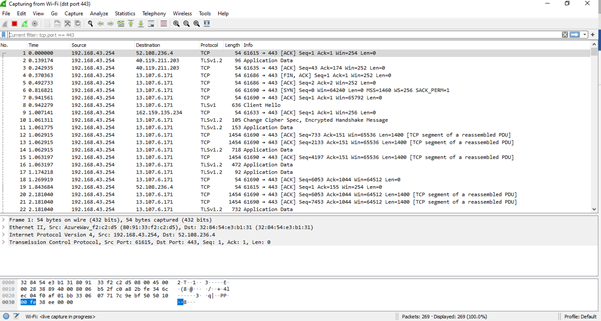 Capturing from Wi-Fi (dst port 443)
File Edit View Go Capture Analyze Statistics Telephony Wireless Tools Help
Current filter: tcp.port == 443
No. Time Source Destination Protocol Length Info
1 0.000000 192.168.43.254 52.108.236.4 TCP 54 61615 → 443 [ACK] Seq=1 Ack=1 Win=254 Len=0
2 0.139174 192.168.43.254 40.119.211.203 TLSv1.2 96 Application Data
3 0.242935 192.168.43.254 40.119.211.203 TCP 54 61635 → 443 [ACK] Seq=43 Ack=174 Win=252 Len=0
4 0.370363 192.168.43.254 13.107.6.171 TCP 54 61686 → 443 [FIN, ACK] Seq=1 Ack=1 Win=252 Len=0
5 0.492733 192.168.43.254 13.107.6.171 TCP 54 61686 → 443 [ACK] Seq=2 Ack=2 Win=252 Len=0
6 0.816821 192.168.43.254 13.107.6.171 TCP 66 61691 → 443 [SYN] Seq=0 Win=64240 Len=0 MSS=1460 WS=256 SACK_PERM=1
7 0.941561 192.168.43.254 13.107.6.171 TCP 54 61691 → 443 [ACK] Seq=1 Ack=1 Win=65792 Len=0
8 0.942279 192.168.43.254 13.107.6.171 TLSv1 636 Client Hello
9 1.007141 192.168.43.254 162.159.135.234 TCP 54 61633 → 443 [ACK] Seq=1 Ack=1 Win=256 Len=0
10 1.061311 192.168.43.254 13.107.6.171 TLSv1.2 105 Change Cipher Spec, Encrypted Handshake Message
11 1.061775 192.168.43.254 13.107.6.171 TLSv1.2 153 Application Data
12 1.062915 192.168.43.254 13.107.6.171 TCP 1454 61691 → 443 [ACK] Seq=733 Ack=151 Win=65536 Len=1400 [TCP segment of a reassembled PDU]
13 1.062915 192.168.43.254 13.107.6.171 TCP 1454 61691 → 443 [ACK] Seq=2133 Ack=151 Win=65536 Len=1400 [TCP segment of a reassembled PDU]
14 1.062915 192.168.43.254 13.107.6.171 TLSv1.2 718 Application Data
15 1.063197 192.168.43.254 13.107.6.171 TCP 1454 61691 → 443 [ACK] Seq=4197 Ack=151 Win=65536 Len=1400 [TCP segment of a reassembled PDU]
16 1.063197 192.168.43.254 13.107.6.171 TLSv1.2 472 Application Data
17 1.174218 192.168.43.254 13.107.6.171 TLSv1.2 92 Application Data
18 1.269919 192.168.43.254 13.107.6.171 TCP 54 61691 → 443 [ACK] Seq=6053 Ack=1044 Win=64512 Len=0
19 1.843684 192.168.43.254 52.108.236.4 TCP 54 61615 → 443 [ACK] Seq=1 Ack=155 Win=254 Len=0
20 2.181040 192.168.43.254 13.107.6.171 TCP 1454 61691 → 443 [ACK] Seq=6053 Ack=1044 Win=64512 Len=1400 [TCP segment of a reassembled PDU]
21 2.181040 192.168.43.254 13.107.6.171 TCP 1454 61691 → 443 [ACK] Seq=7453 Ack=1044 Win=64512 Len=1400 [TCP segment of a reassembled PDU]
22 2.181040 192.168.43.254 13.107.6.171 TLSv1.2 732 Application Data
Frame 1: 54 bytes on wire (432 bits), 54 bytes captured (432 bits)
Ethernet II, Src: AzureWav_f2:c2:d5 (80:91:33:f2:c2:d5), Dst: 32:84:54:e3:b1:31 (32:84:54:e3:b1:31)
Internet Protocol Version 4, Src: 192.168.43.254, Dst: 52.108.236.4
Transmission Control Protocol, Src Port: 61615, Dst Port: 443, Seq: 1, Ack: 1, Len: 0
0000 32 84 54 e3 b1 31 80 91 33 f2 c2 d5 08 00 45 00
0010 00 28 38 89 40 00 80 06 b5 2f c0 a8 2b fe 34 6c
0020 ec 04 f0 af 01 bb 33 06 07 71 7c 9e bf 50 50 10
0030 00 fe 38 ee 00 00
Wi-Fi: <live capture in progress>
Packets: 269 · Displayed: 269 (100.0%)
Profile: Default